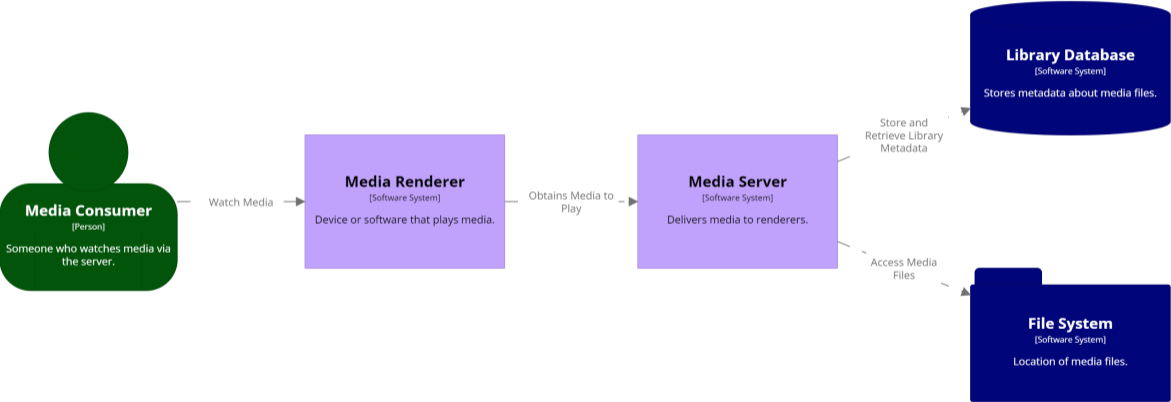 Media Consumer
[Person]
Someone who watches media via
the server.
Watch Media
Media Renderer
[Software System]
Device or software that plays media.
Obtains Media to
Play
Media Server
[Software System]
Delivers media to renderers.
Store and
Retrieve Library
Metadata
Library Database
[Software System]
Stores metadata about media files.
Access Media
Files
File System
[Software System]
Location of media files.